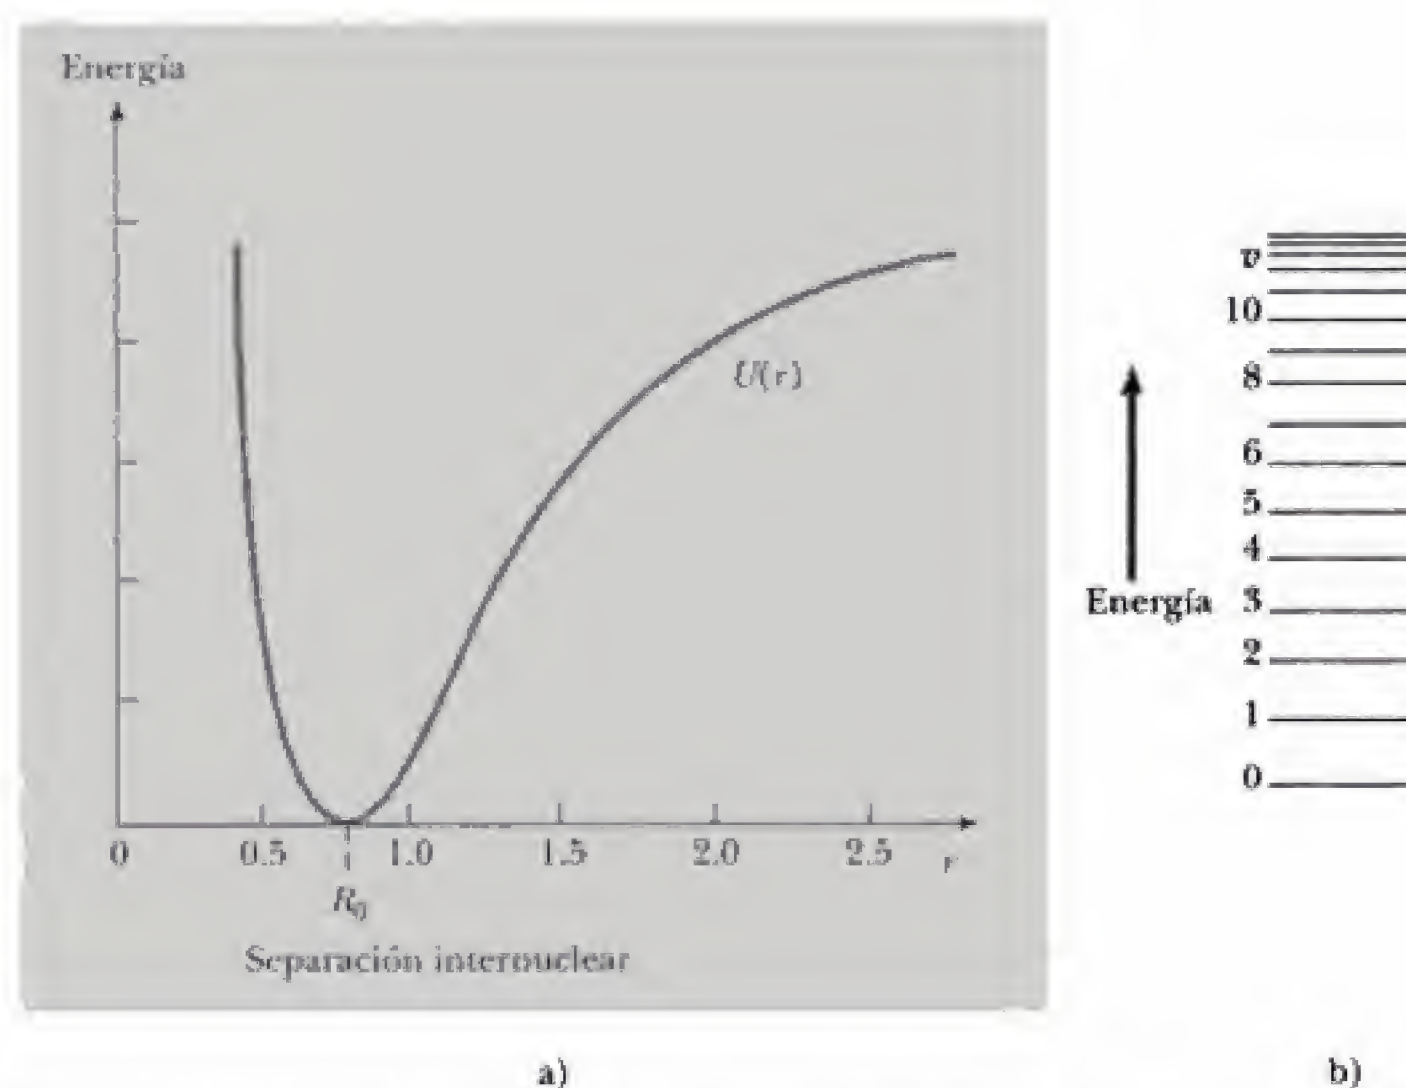 Energía
U(r)
0 0.5 1.0 1.5 2.0 2.5 r
R₀
Separación internuclear
a)
v
10
8
6
5
4
Energía 3
2
1
0
b)